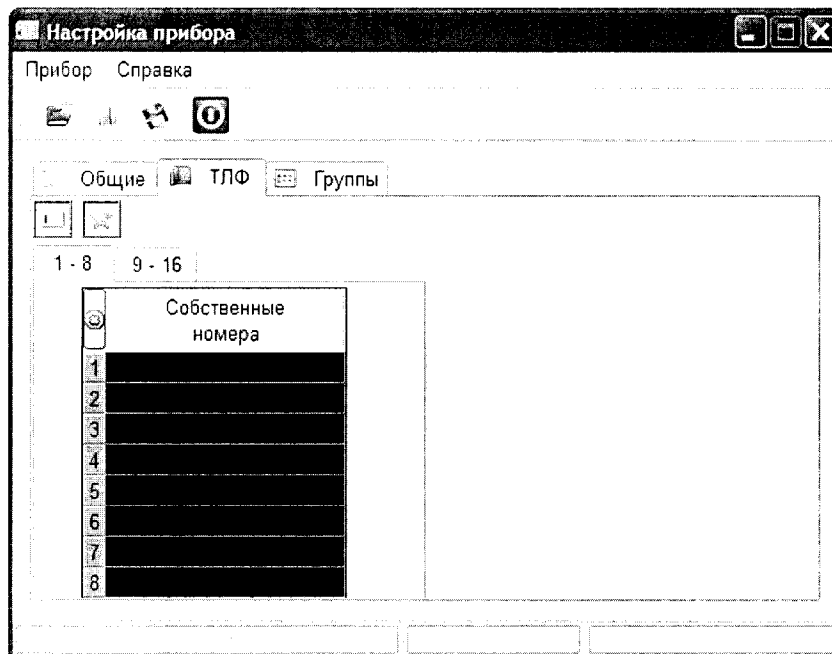 Настройка прибора
Прибор Справка
Общие ТЛФ Группы
1 - 8 9 - 16
Собственные
номера
1
2
3
4
5
6
7
8